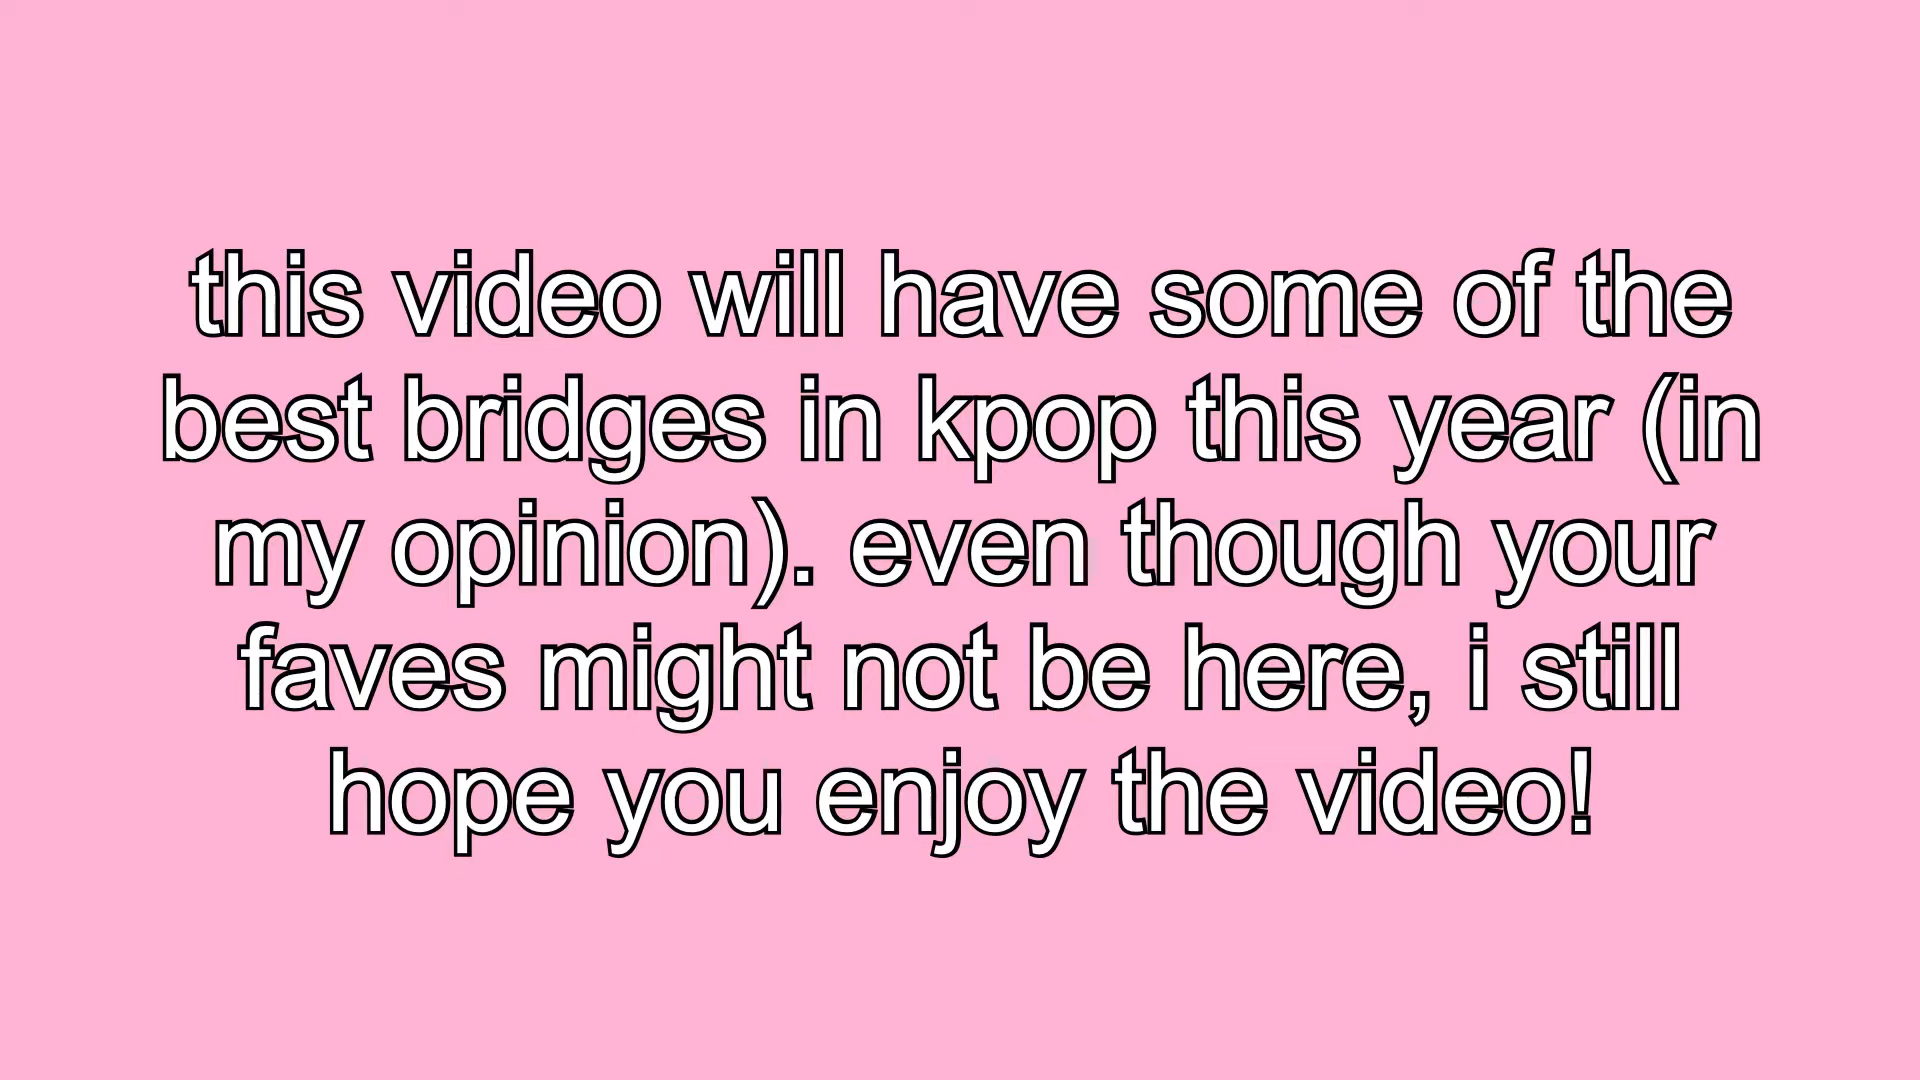 this video will have some of the
best bridges in kpop this year (in
my opinion). even though your
faves might not be here, i still
hope you enjoy the video!